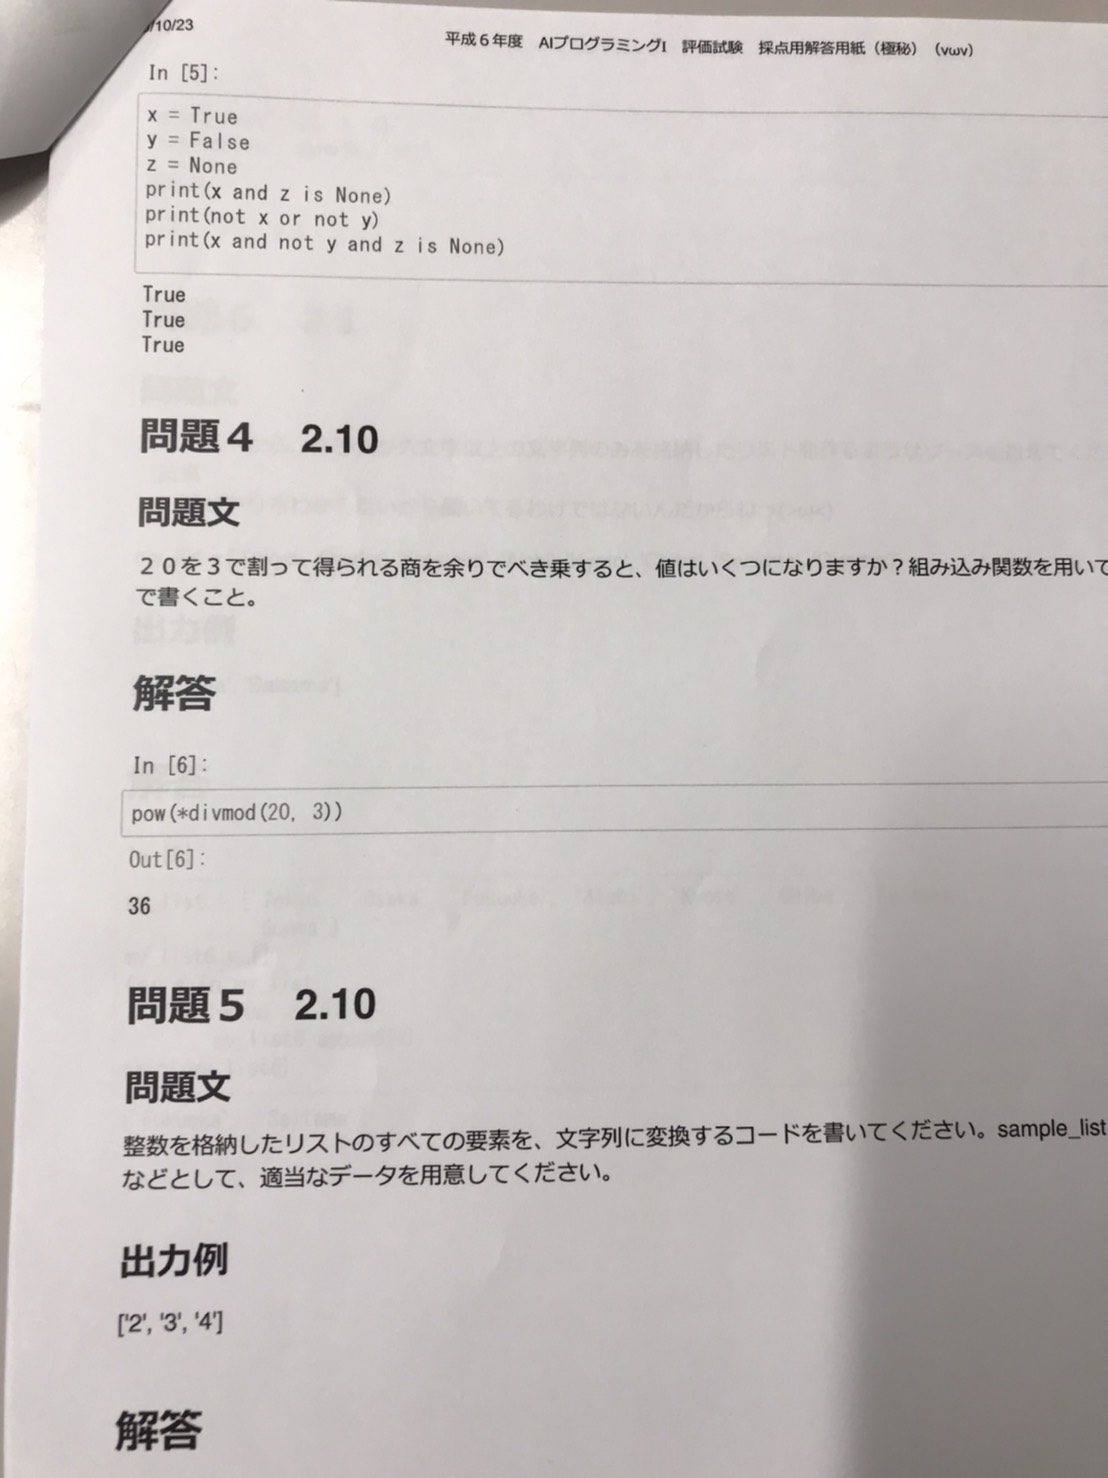 /10/23
平成６年度　AIプログラミングI　評価試験　採点用解答用紙（極秘）（vωv）
In [5]:
x = True
y = False
z = None
print(x and z is None)
print(not x or not y)
print(x and not y and z is None)
True
True
True
問題４　2.10
問題文
２０を３で割って得られる商を余りでべき乗すると、値はいくつになりますか？組み込み関数を用いて
で書くこと。
解答
In [6]:
pow(*divmod(20, 3))
Out[6]:
36
問題５　2.10
問題文
整数を格納したリストのすべての要素を、文字列に変換するコードを書いてください。sample_list
などとして、適当なデータを用意してください。
出力例
['2', '3', '4']
解答